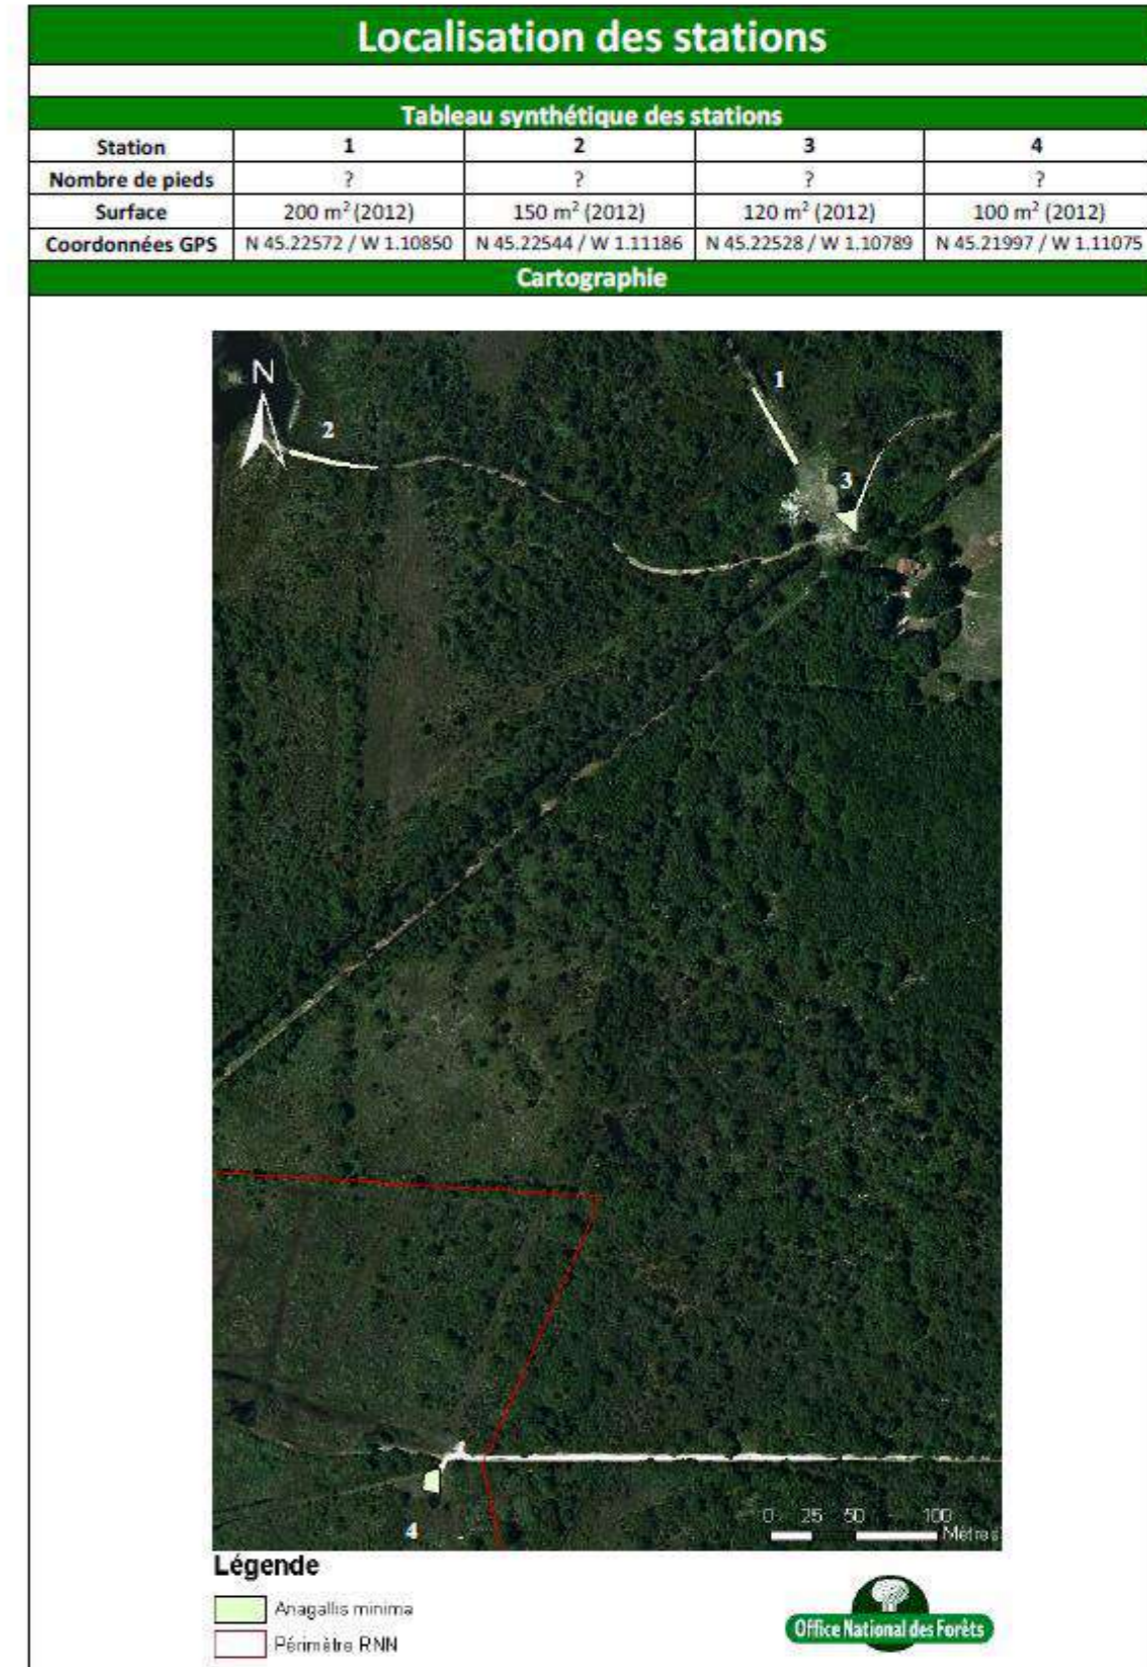 Localisation des stations
Tableau synthétique des stations
Station 1 2 3 4
Nombre de pieds ? ? ? ?
Surface 200 m² (2012) 150 m² (2012) 120 m² (2012) 100 m² (2012)
Coordonnées GPS N 45.22572 / W 1.10850 N 45.22544 / W 1.11186 N 45.22528 / W 1.10789 N 45.21997 / W 1.11075
Cartographie
N
1
2
3
4
0 25 50 100
Mètres
Légende
Anagallis minima
Périmètre RNN
Office National des Forêts